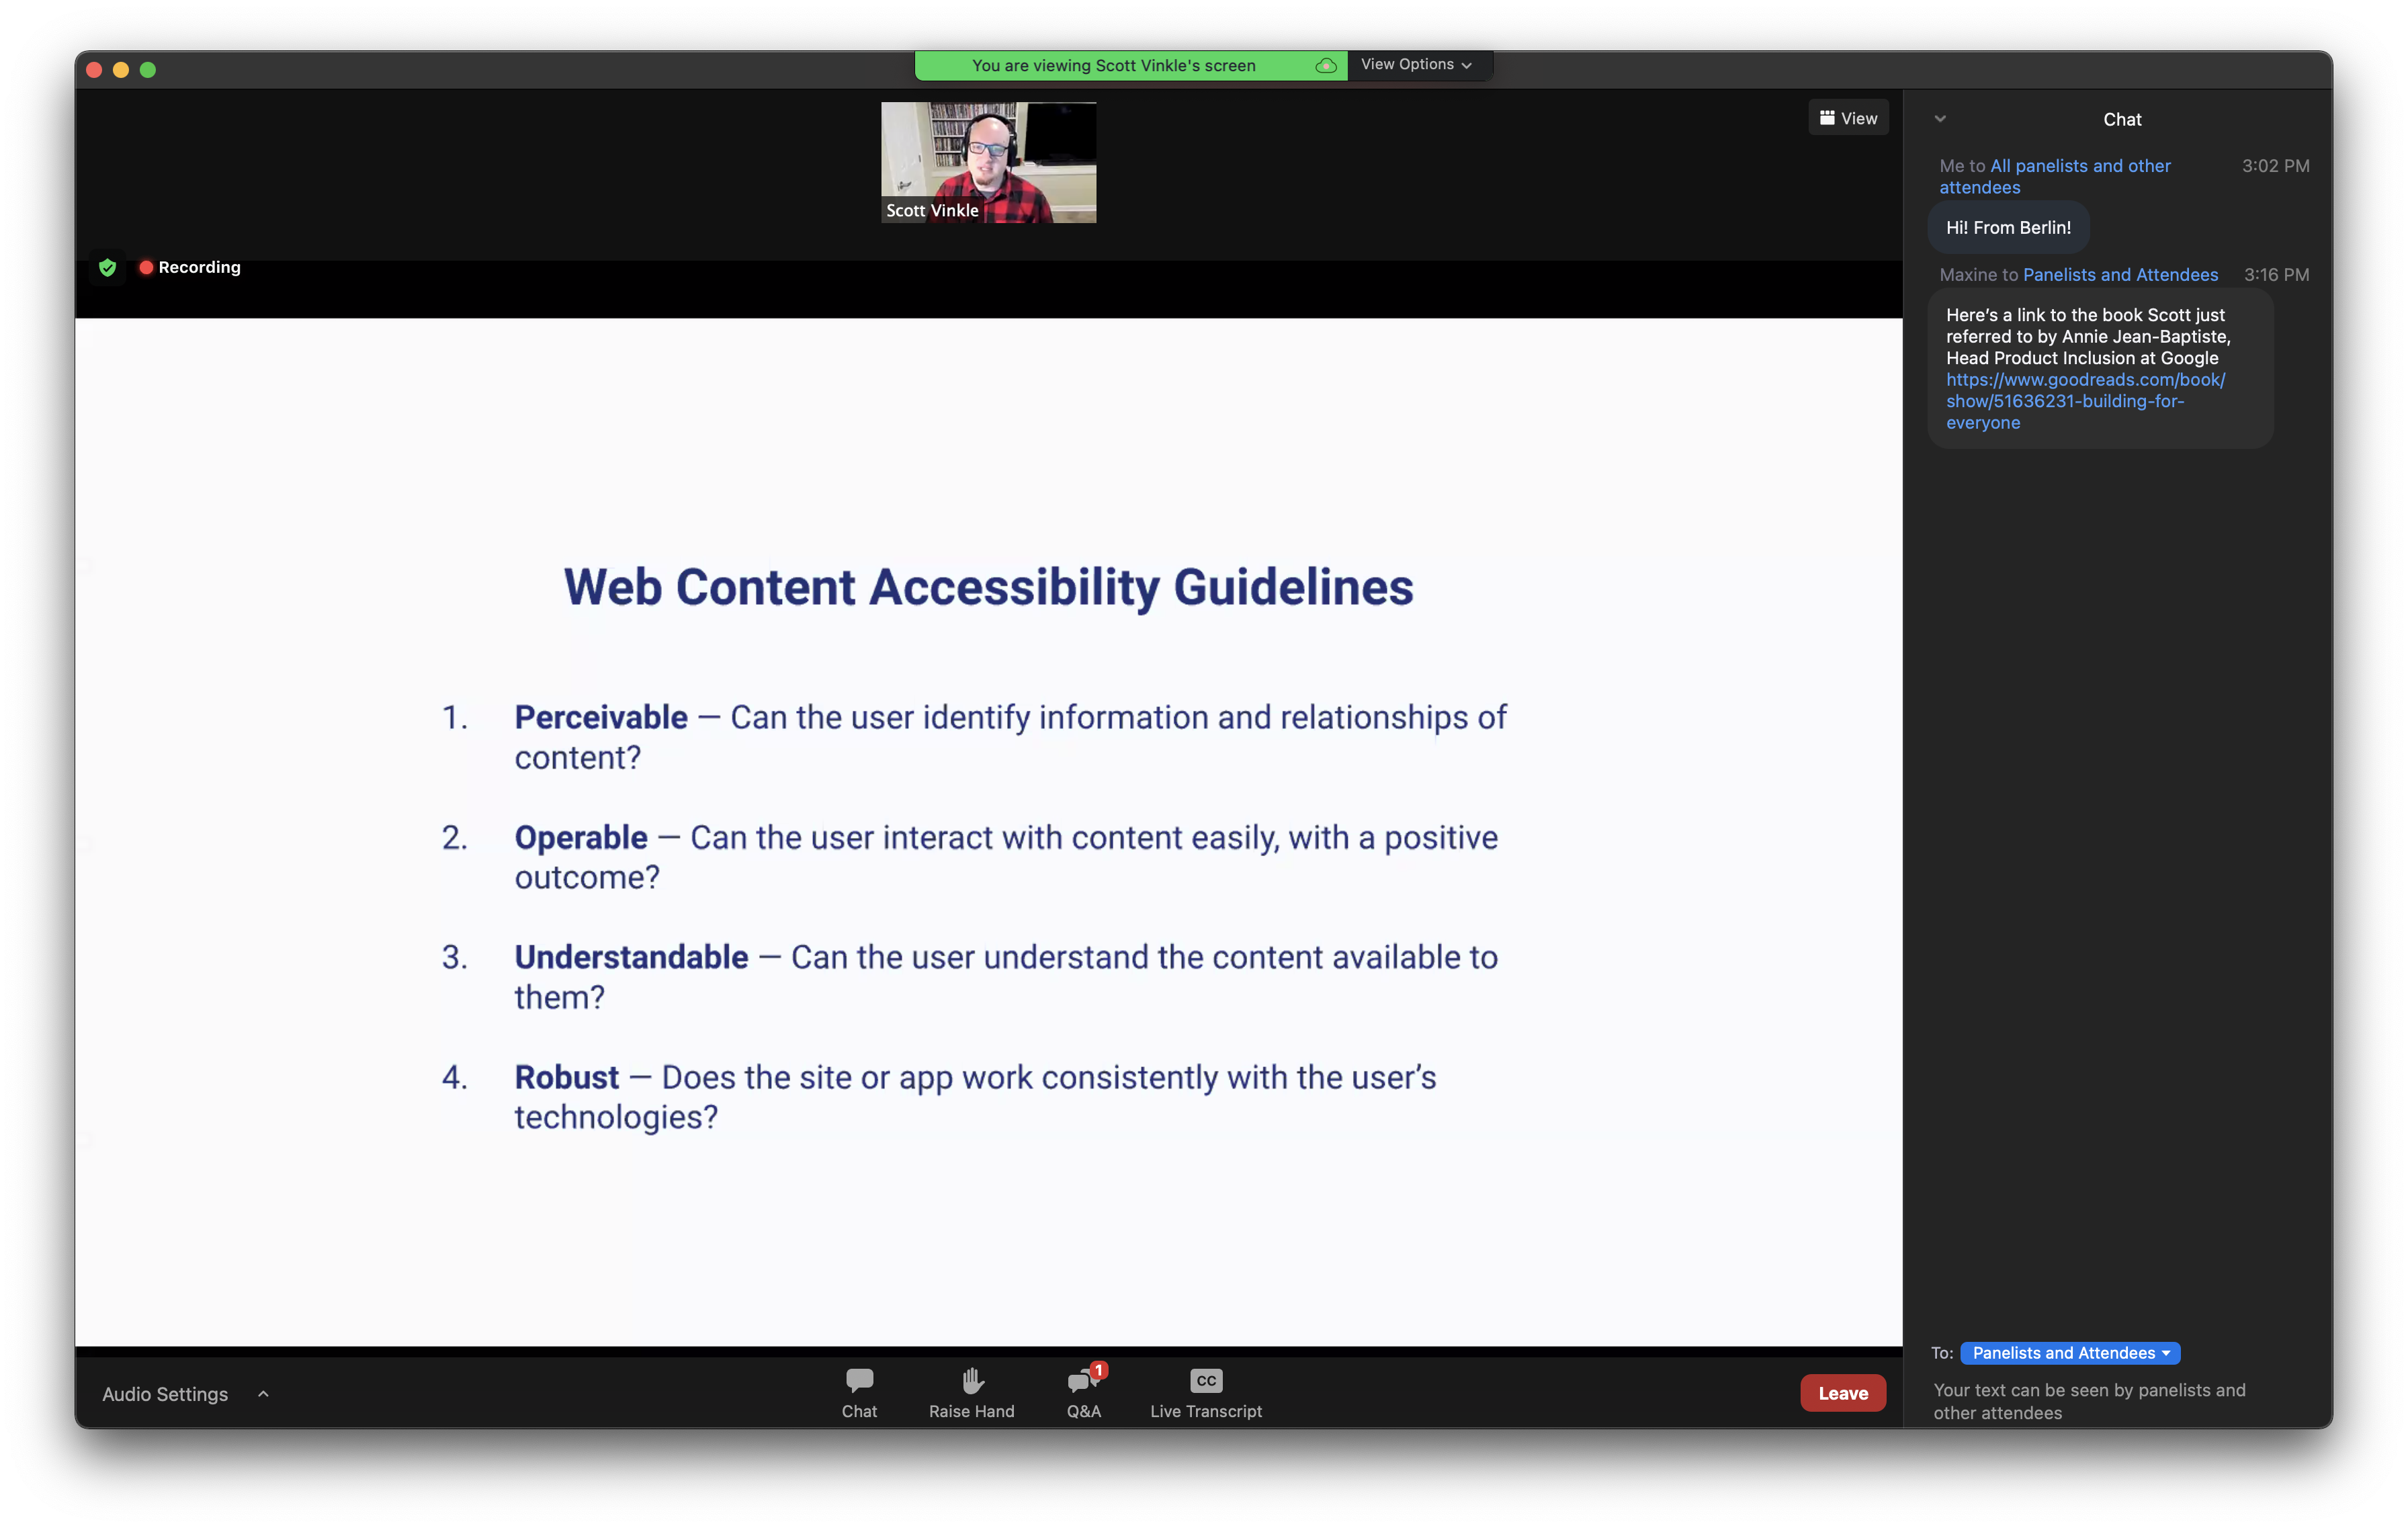 You are viewing Scott Vinkle's screen
View Options
View
Scott Vinkle
Recording
Web Content Accessibility Guidelines
1. Perceivable — Can the user identify information and relationships of
content?
2. Operable — Can the user interact with content easily, with a positive
outcome?
3. Understandable — Can the user understand the content available to
them?
4. Robust — Does the site or app work consistently with the user’s
technologies?
Audio Settings
Chat
Raise Hand
1
Q&A
CC
Live Transcript
Leave
Chat
Me to All panelists and other
attendees
3:02 PM
Hi! From Berlin!
Maxine to Panelists and Attendees 3:16 PM
Here’s a link to the book Scott just
referred to by Annie Jean-Baptiste,
Head Product Inclusion at Google
https://www.goodreads.com/book/
show/51636231-building-for-
everyone
To: Panelists and Attendees
Your text can be seen by panelists and
other attendees